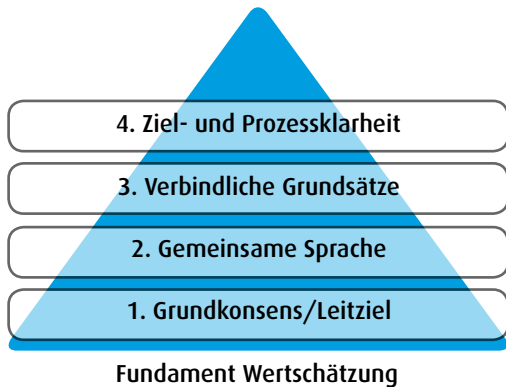 4. Ziel- und Prozessklarheit
3. Verbindliche Grundsätze
2. Gemeinsame Sprache
1. Grundkonsens/Leitziel
Fundament Wertschätzung